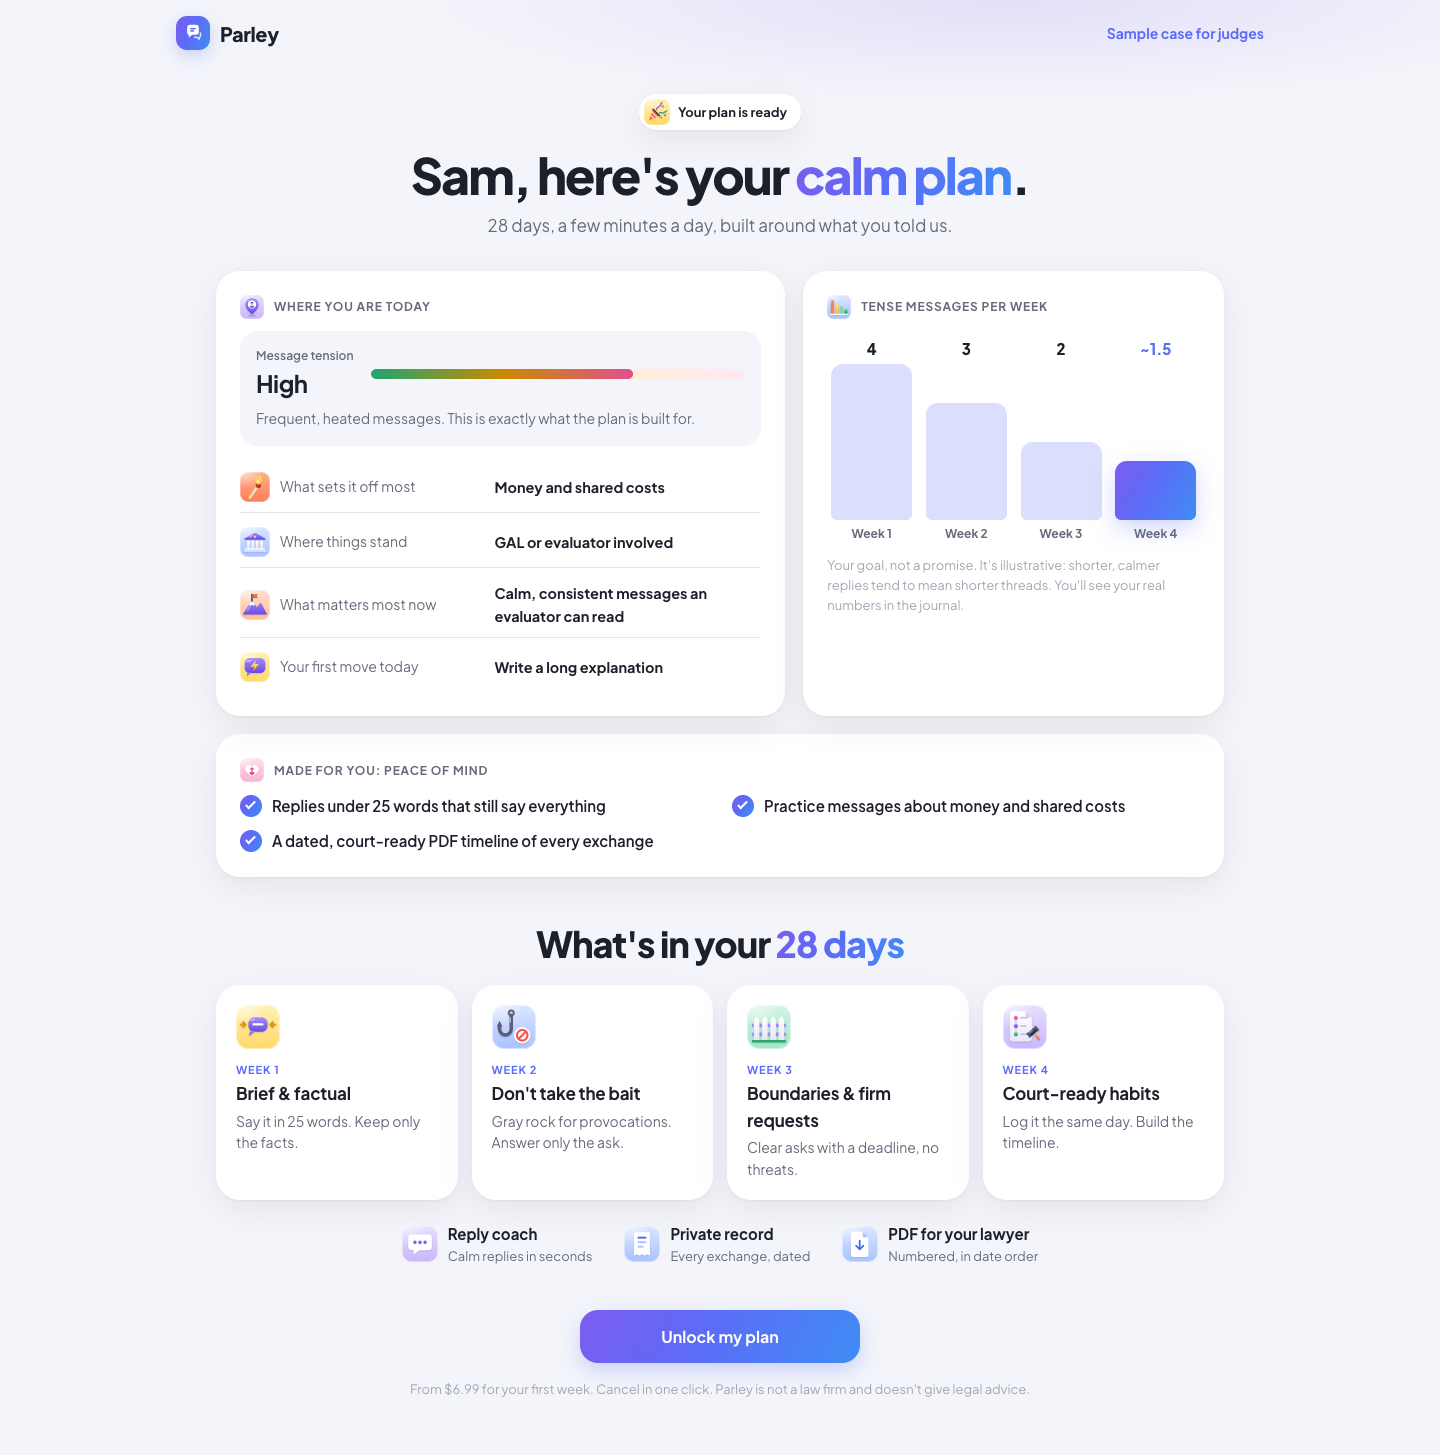 Parley
Sample case for judges
Your plan is ready
Sam, here's your calm plan.
28 days, a few minutes a day, built around what you told us.
WHERE YOU ARE TODAY
Message tension
High
Frequent, heated messages. This is exactly what the plan is built for.
What sets it off most
Money and shared costs
Where things stand
GAL or evaluator involved
What matters most now
Calm, consistent messages an
evaluator can read
Your first move today
Write a long explanation
TENSE MESSAGES PER WEEK
4
3
2
~1.5
Week 1
Week 2
Week 3
Week 4
Your goal, not a promise. It's illustrative: shorter, calmer
replies tend to mean shorter threads. You'll see your real
numbers in the journal.
MADE FOR YOU: PEACE OF MIND
Replies under 25 words that still say everything
Practice messages about money and shared costs
A dated, court-ready PDF timeline of every exchange
What's in your 28 days
WEEK 1
Brief & factual
Say it in 25 words. Keep only
the facts.
WEEK 2
Don't take the bait
Gray rock for provocations.
Answer only the ask.
WEEK 3
Boundaries & firm
requests
Clear asks with a deadline, no
threats.
WEEK 4
Court-ready habits
Log it the same day. Build the
timeline.
Reply coach
Calm replies in seconds
Private record
Every exchange, dated
PDF for your lawyer
Numbered, in date order
Unlock my plan
From $6.99 for your first week. Cancel in one click. Parley is not a law firm and doesn't give legal advice.